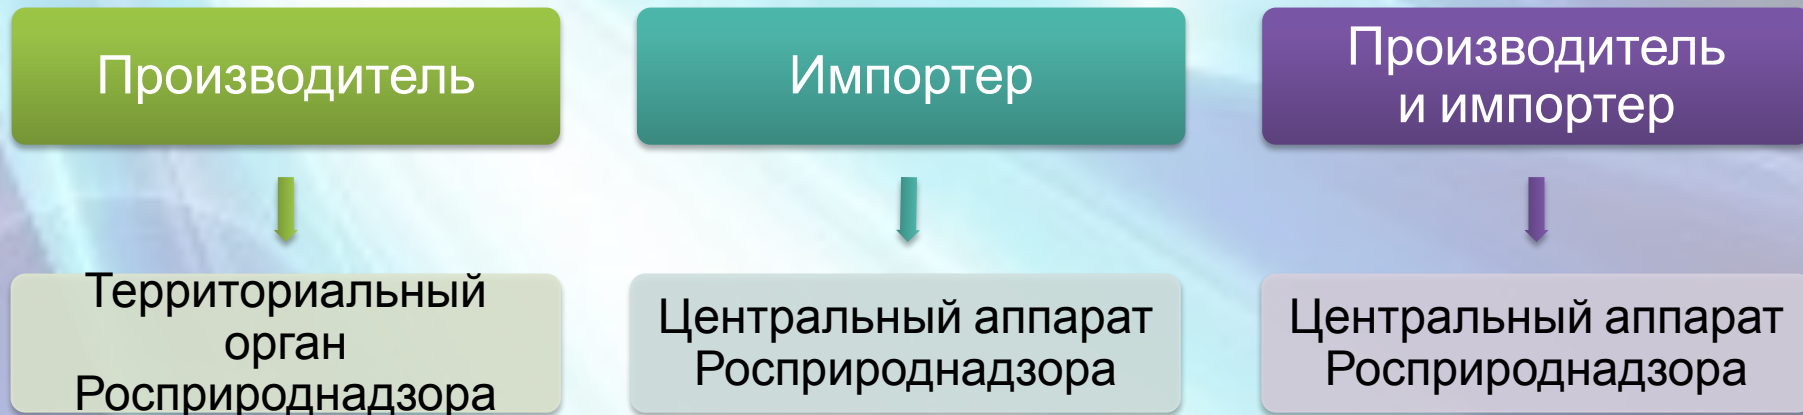 Производитель
Импортер
Производитель
и импортер
Территориальный
орган
Росприроднадзора
Центральный аппарат
Росприроднадзора
Центральный аппарат
Росприроднадзора